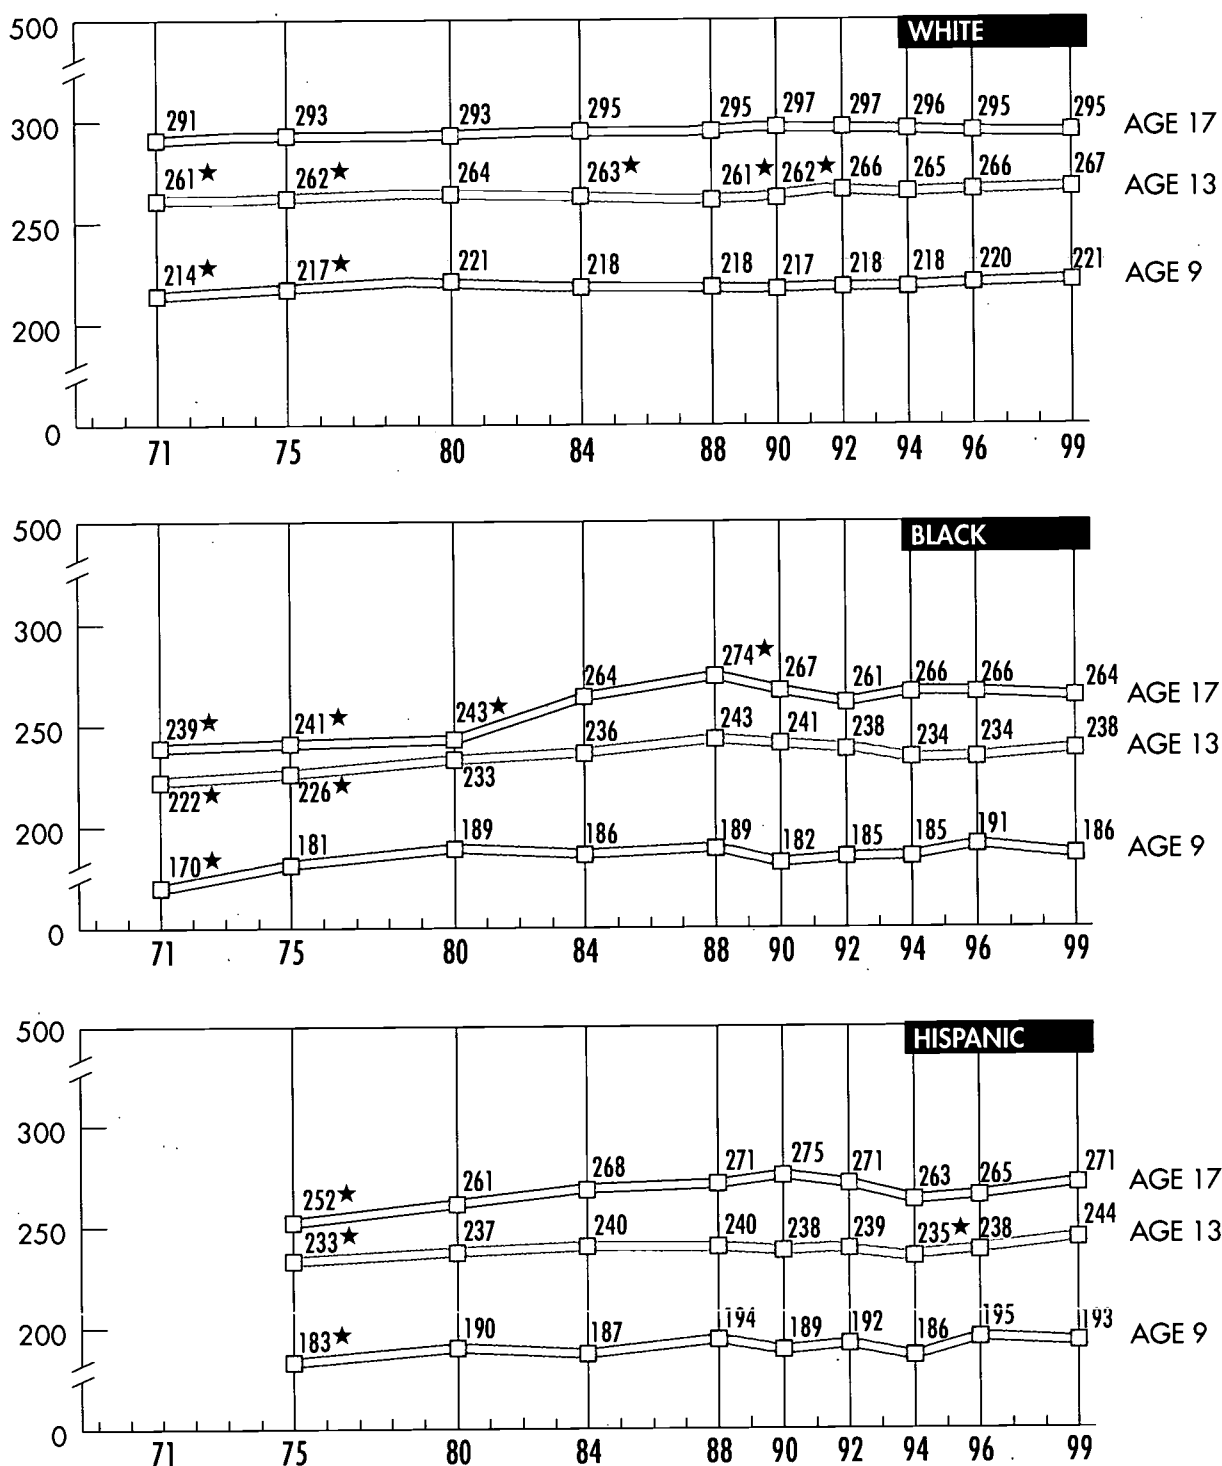 500
WHITE
291 293 293 295 295 297 297 296 295 295
AGE 17
300
261★ 262★ 264 263★ 261★ 262★ 266 265 266 267
AGE 13
250
214★ 217★ 221 218 218 217 218 218 220 221
AGE 9
200
0
71 75 80 84 88 90 92 94 96 99
500
BLACK
300
239★ 241★ 243★ 264 274★ 267 261 266 266 264
AGE 17
250
222★ 226★ 233 236 243 241 238 234 234 238
AGE 13
200
170★ 181 189 186 189 182 185 185 191 186
AGE 9
0
71 75 80 84 88 90 92 94 96 99
500
HISPANIC
300
252★ 261 268 271 275 271 263 265 271
AGE 17
250
233★ 237 240 240 238 239 235★ 238 244
AGE 13
200
183★ 190 187 194 189 192 186 195 193
AGE 9
0
71 75 80 84 88 90 92 94 96 99